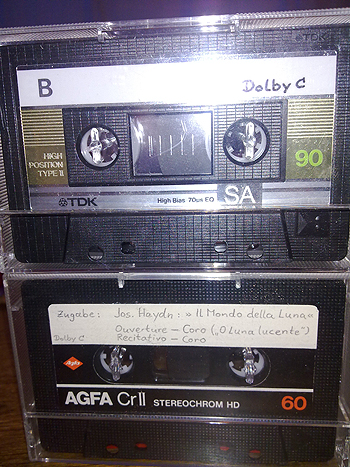 TDK
B
Dolby C
HIGH
POSITION
TYPE II
90
TDK High Bias 70µs EQ SA
Zugabe: Jos. Haydn: » Il Mondo della Luna«
Ouverture – Coro („O Luna lucente")
Dolby C Recitativo – Coro
Agfa
AGFA CrII STEREOCHROM HD 60